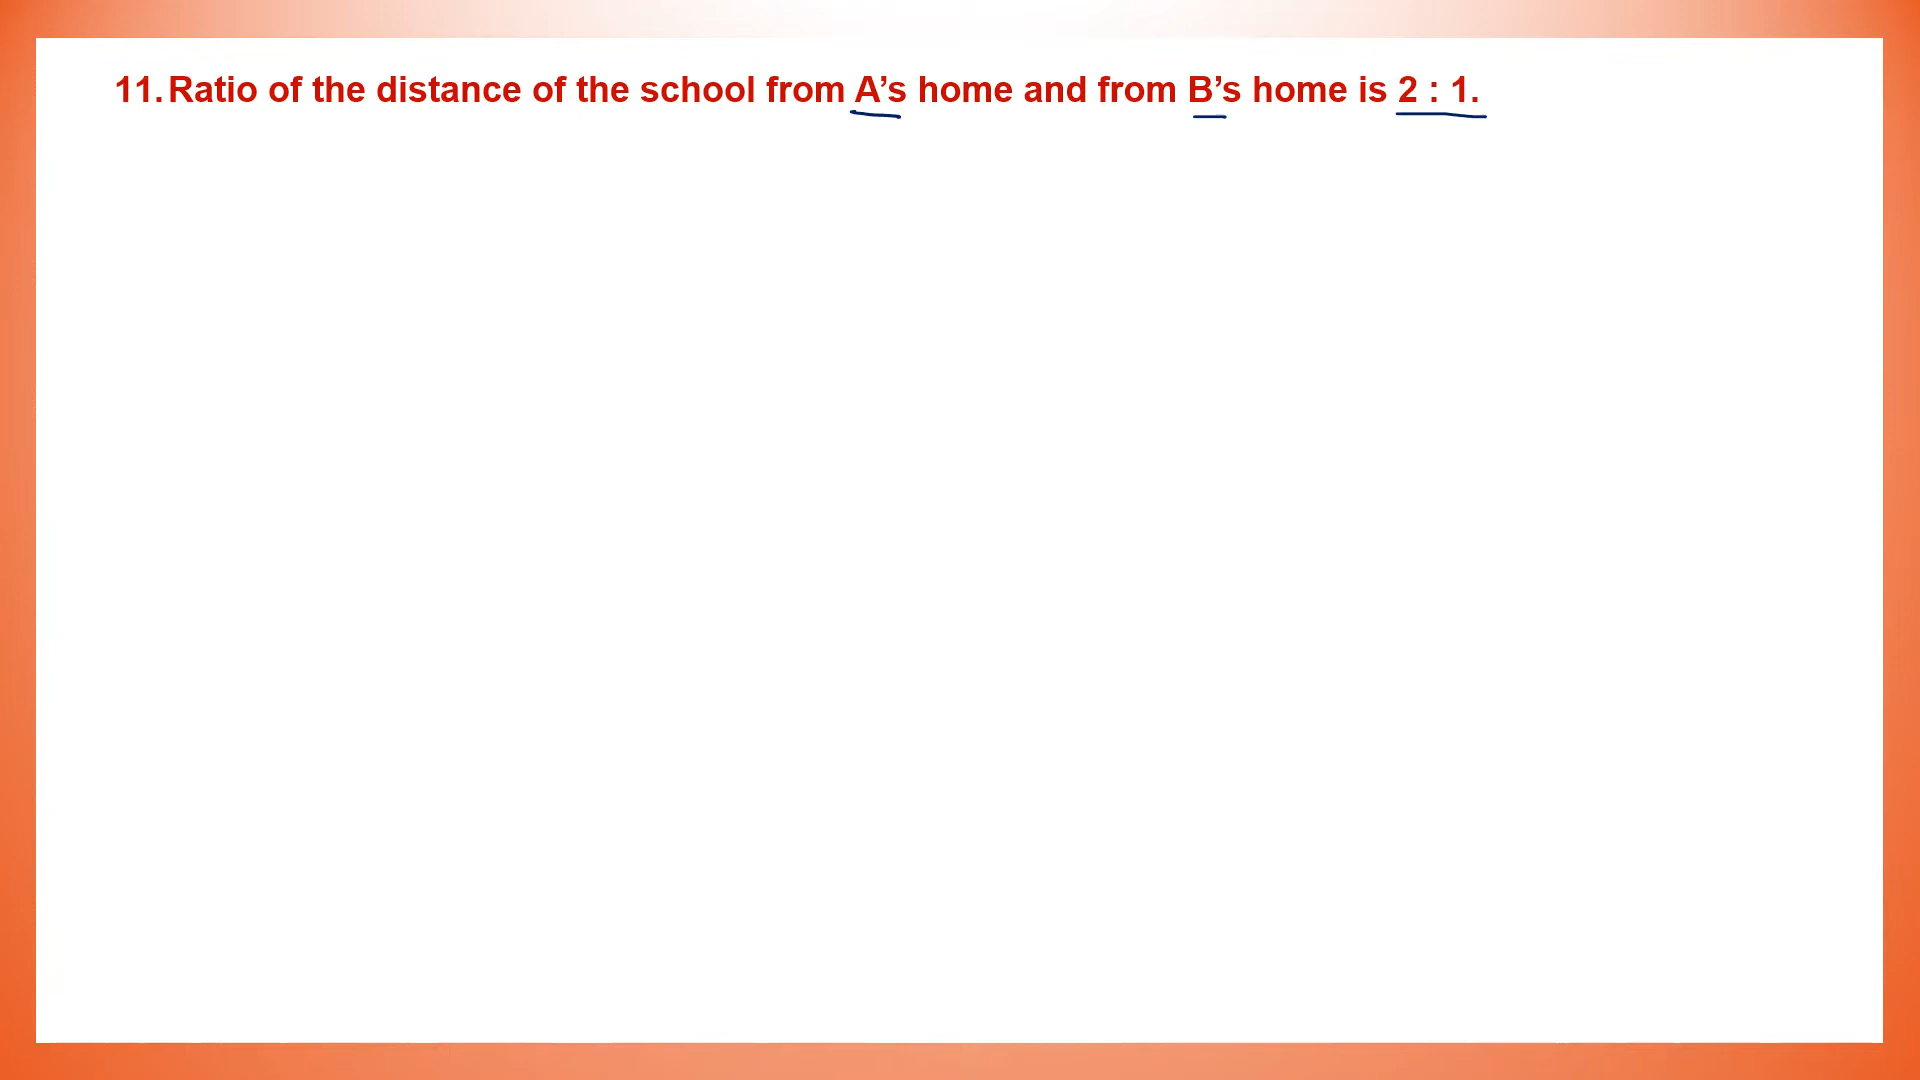 11. Ratio of the distance of the school from A’s home and from B’s home is 2 : 1.